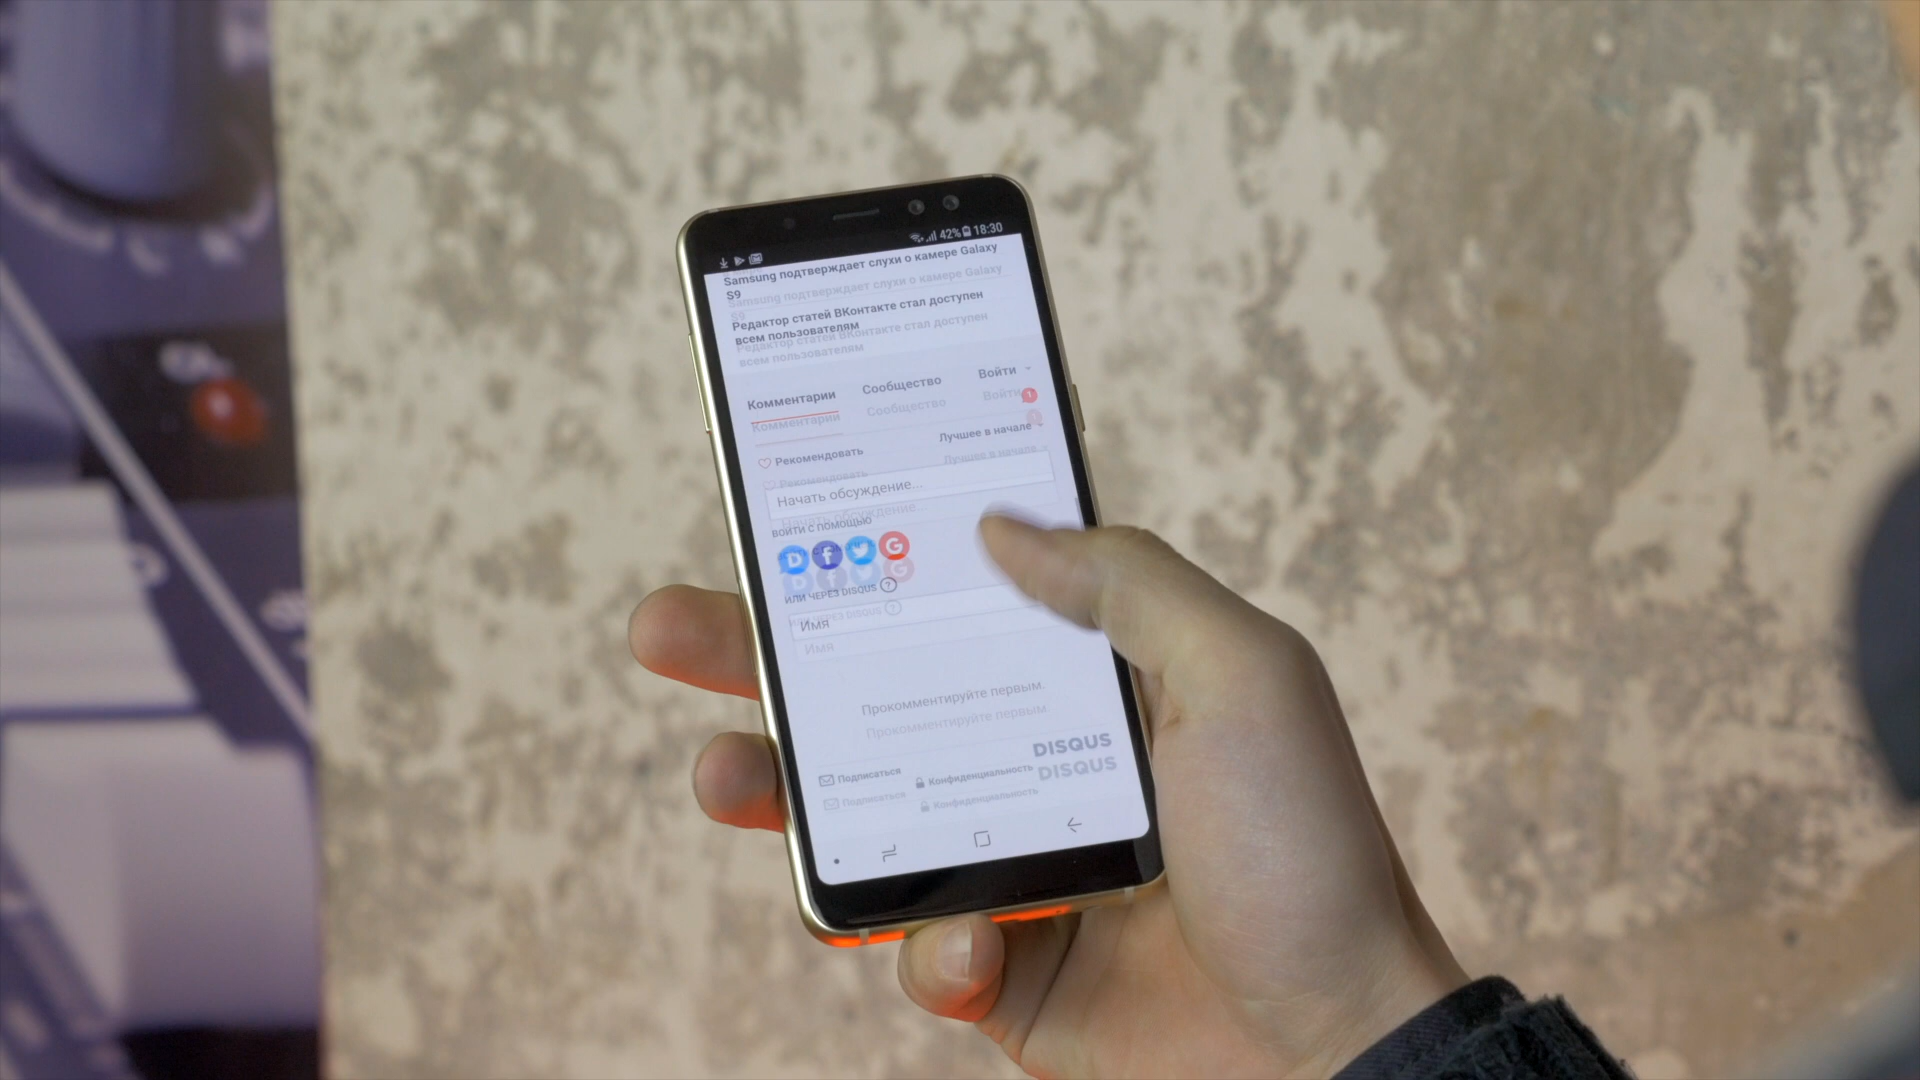 42% 18:30
Samsung подтверждает слухи о камере Galaxy
S9
Редактор статей ВКонтакте стал доступен
всем пользователям
Комментарии Сообщество Войти
1
Рекомендовать Лучшее в начале
Начать обсуждение...
ВОЙТИ С ПОМОЩЬЮ
D f G
ИЛИ ЧЕРЕЗ DISQUS ?
Имя
Прокомментируйте первым.
DISQUS
Подписаться Конфиденциальность